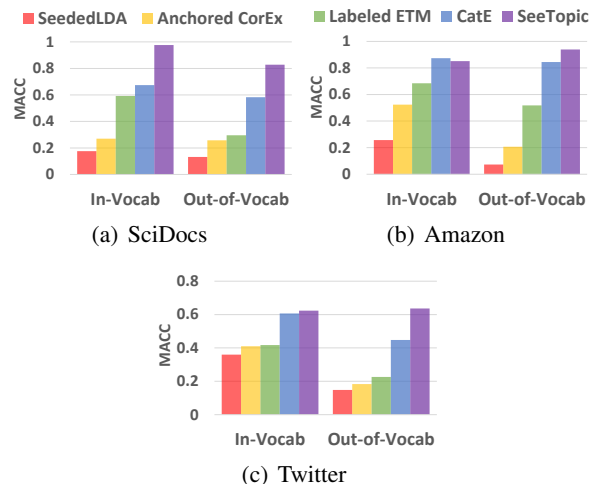 SeededLDA Anchored CorEx Labeled ETM CatE SeeTopic
MACC
1
0.8
0.6
0.4
0.2
0
In-Vocab Out-of-Vocab
(a) SciDocs
MACC
1
0.8
0.6
0.4
0.2
0
In-Vocab Out-of-Vocab
(b) Amazon
MACC
0.8
0.6
0.4
0.2
0
In-Vocab Out-of-Vocab
(c) Twitter